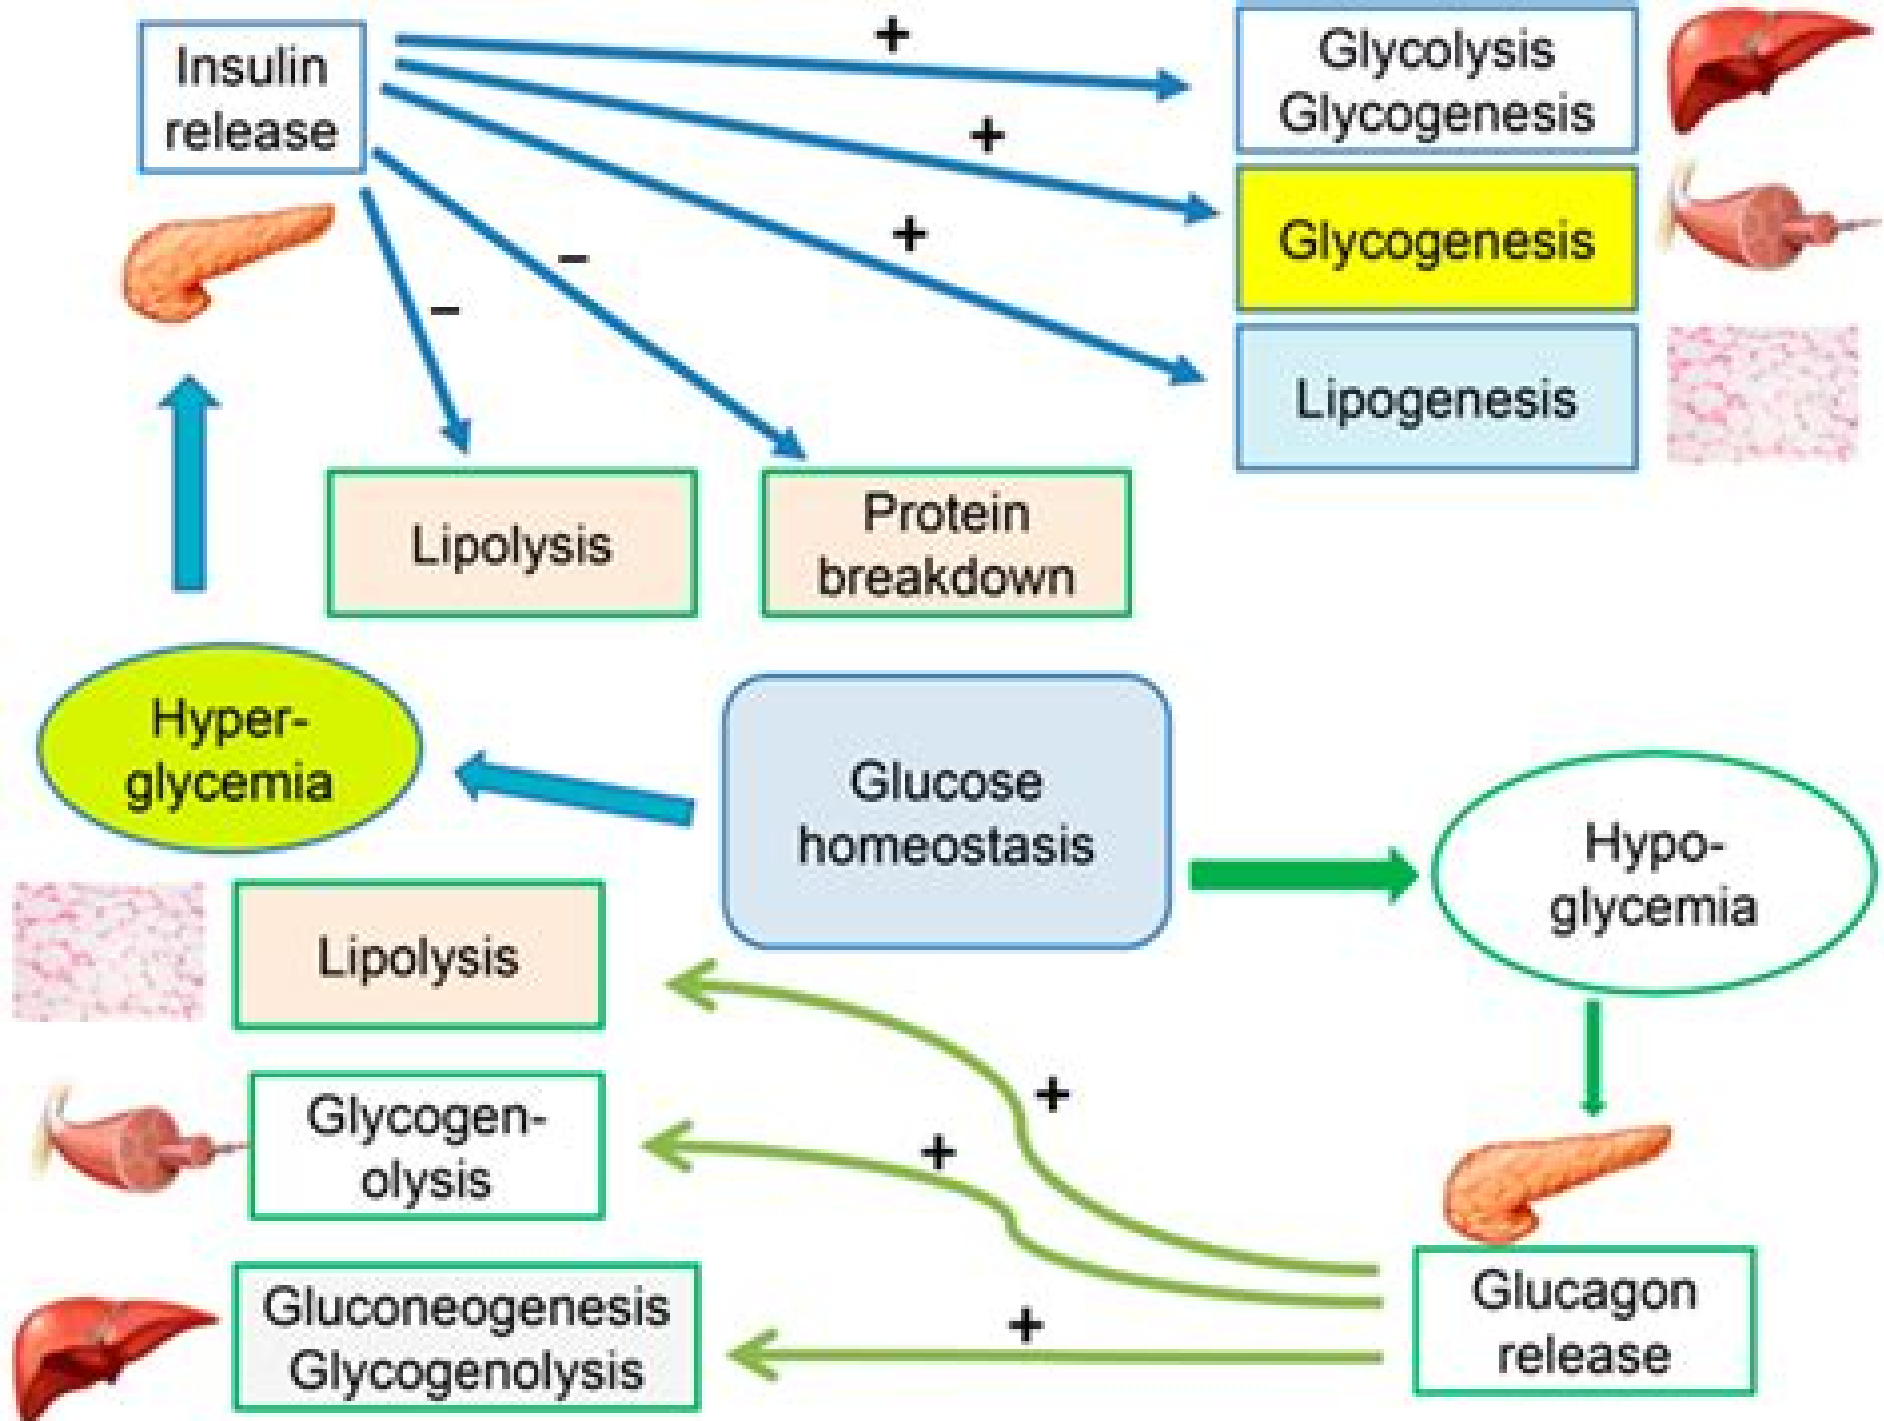 Insulin
release
+
+
+
–
–
Glycolysis
Glycogenesis
Glycogenesis
Lipogenesis
Lipolysis
Protein
breakdown
Hyper-
glycemia
Glucose
homeostasis
Hypo-
glycemia
Lipolysis
Glycogen-
olysis
Gluconeogenesis
Glycogenolysis
+
+
+
Glucagon
release